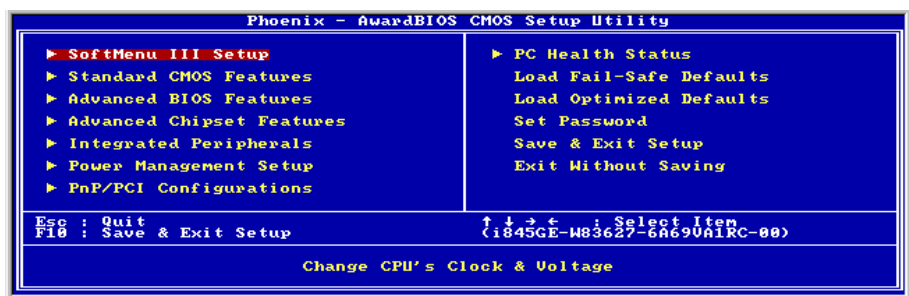 Phoenix - AwardBIOS CMOS Setup Utility
► SoftMenu III Setup
► Standard CMOS Features
► Advanced BIOS Features
► Advanced Chipset Features
► Integrated Peripherals
► Power Management Setup
► PnP/PCI Configurations
► PC Health Status
Load Fail-Safe Defaults
Load Optimized Defaults
Set Password
Save & Exit Setup
Exit Without Saving
Esc : Quit
F10 : Save & Exit Setup
↑ ↓ → ← : Select Item
(i845GE-W83627-6A69VA1RC-00)
Change CPU's Clock & Voltage